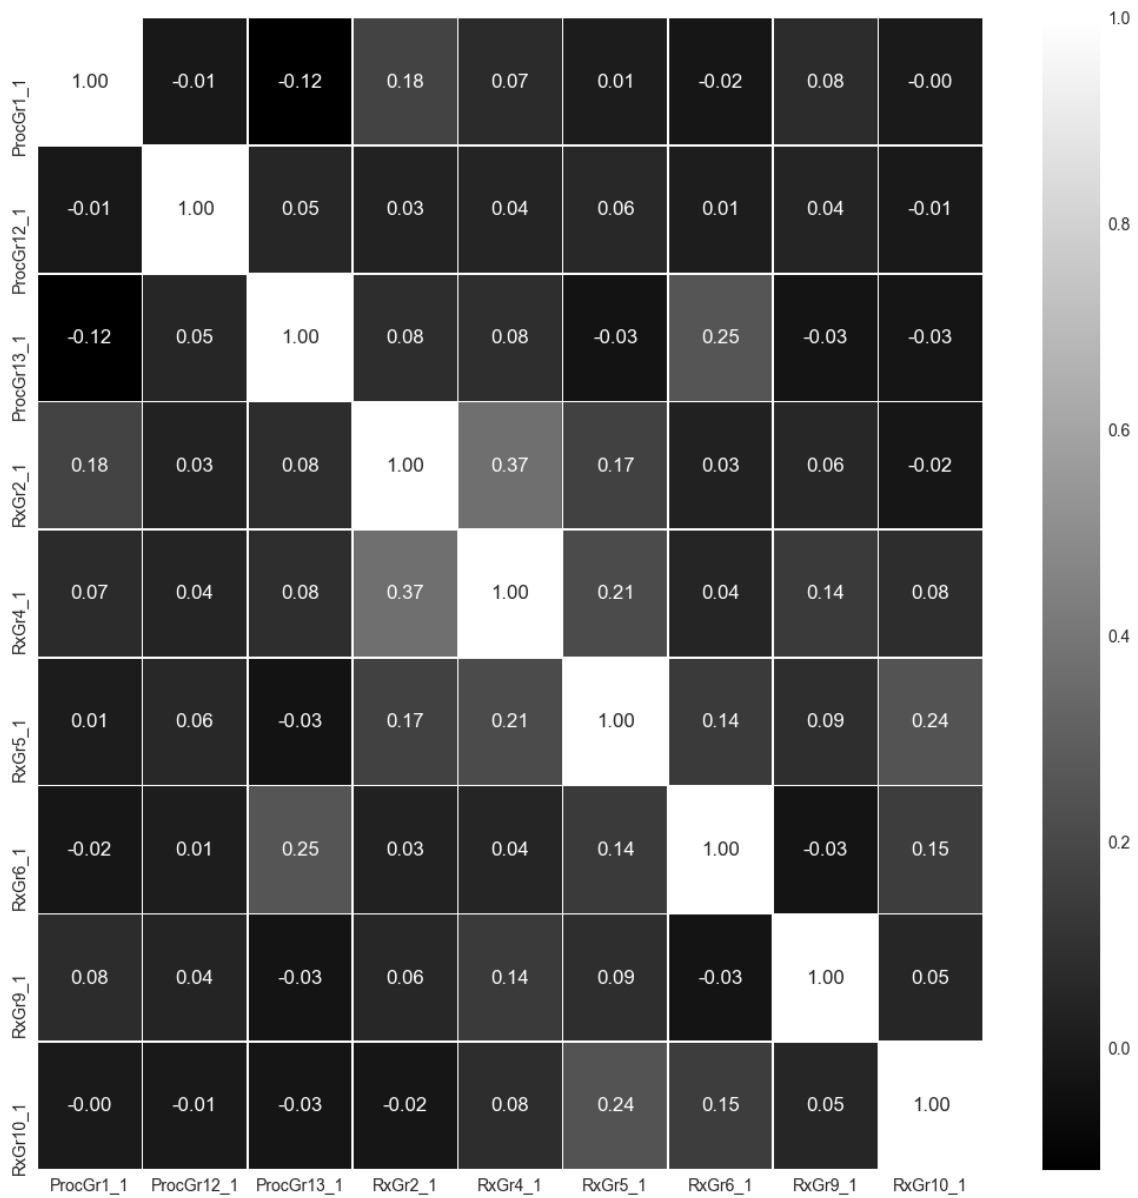 ProcGr1_1 1.00 -0.01 -0.12 0.18 0.07 0.01 -0.02 0.08 -0.00
ProcGr12_1 -0.01 1.00 0.05 0.03 0.04 0.06 0.01 0.04 -0.01
ProcGr13_1 -0.12 0.05 1.00 0.08 0.08 -0.03 0.25 -0.03 -0.03
RxGr2_1 0.18 0.03 0.08 1.00 0.37 0.17 0.03 0.06 -0.02
RxGr4_1 0.07 0.04 0.08 0.37 1.00 0.21 0.04 0.14 0.08
RxGr5_1 0.01 0.06 -0.03 0.17 0.21 1.00 0.14 0.09 0.24
RxGr6_1 -0.02 0.01 0.25 0.03 0.04 0.14 1.00 -0.03 0.15
RxGr9_1 0.08 0.04 -0.03 0.06 0.14 0.09 -0.03 1.00 0.05
RxGr10_1 -0.00 -0.01 -0.03 -0.02 0.08 0.24 0.15 0.05 1.00
ProcGr1_1 ProcGr12_1 ProcGr13_1 RxGr2_1 RxGr4_1 RxGr5_1 RxGr6_1 RxGr9_1 RxGr10_1
1.0
0.8
0.6
0.4
0.2
0.0